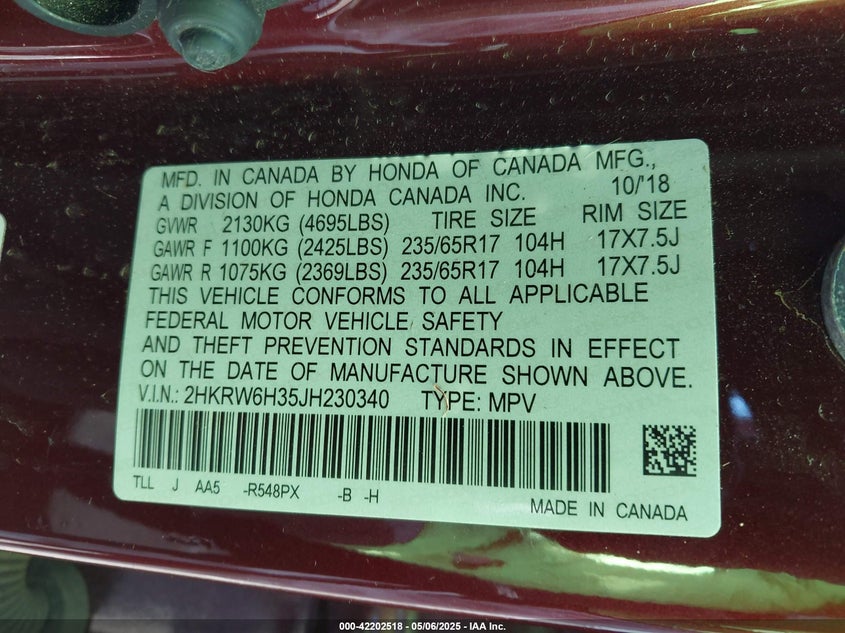 MFD. IN CANADA BY HONDA OF CANADA MFG.,
A DIVISION OF HONDA CANADA INC. 10/'18
GVWR 2130KG (4695LBS) TIRE SIZE RIM SIZE
GAWR F 1100KG (2425LBS) 235/65R17 104H 17X7.5J
GAWR R 1075KG (2369LBS) 235/65R17 104H 17X7.5J
THIS VEHICLE CONFORMS TO ALL APPLICABLE
FEDERAL MOTOR VEHICLE SAFETY
AND THEFT PREVENTION STANDARDS IN EFFECT
ON THE DATE OF MANUFACTURE SHOWN ABOVE.
V.I.N.: 2HKRW6H35JH230340 TYPE: MPV
TLL J AA5 -R548PX -B -H
MADE IN CANADA
000-42202518 - 05/06/2025 - IAA Inc.